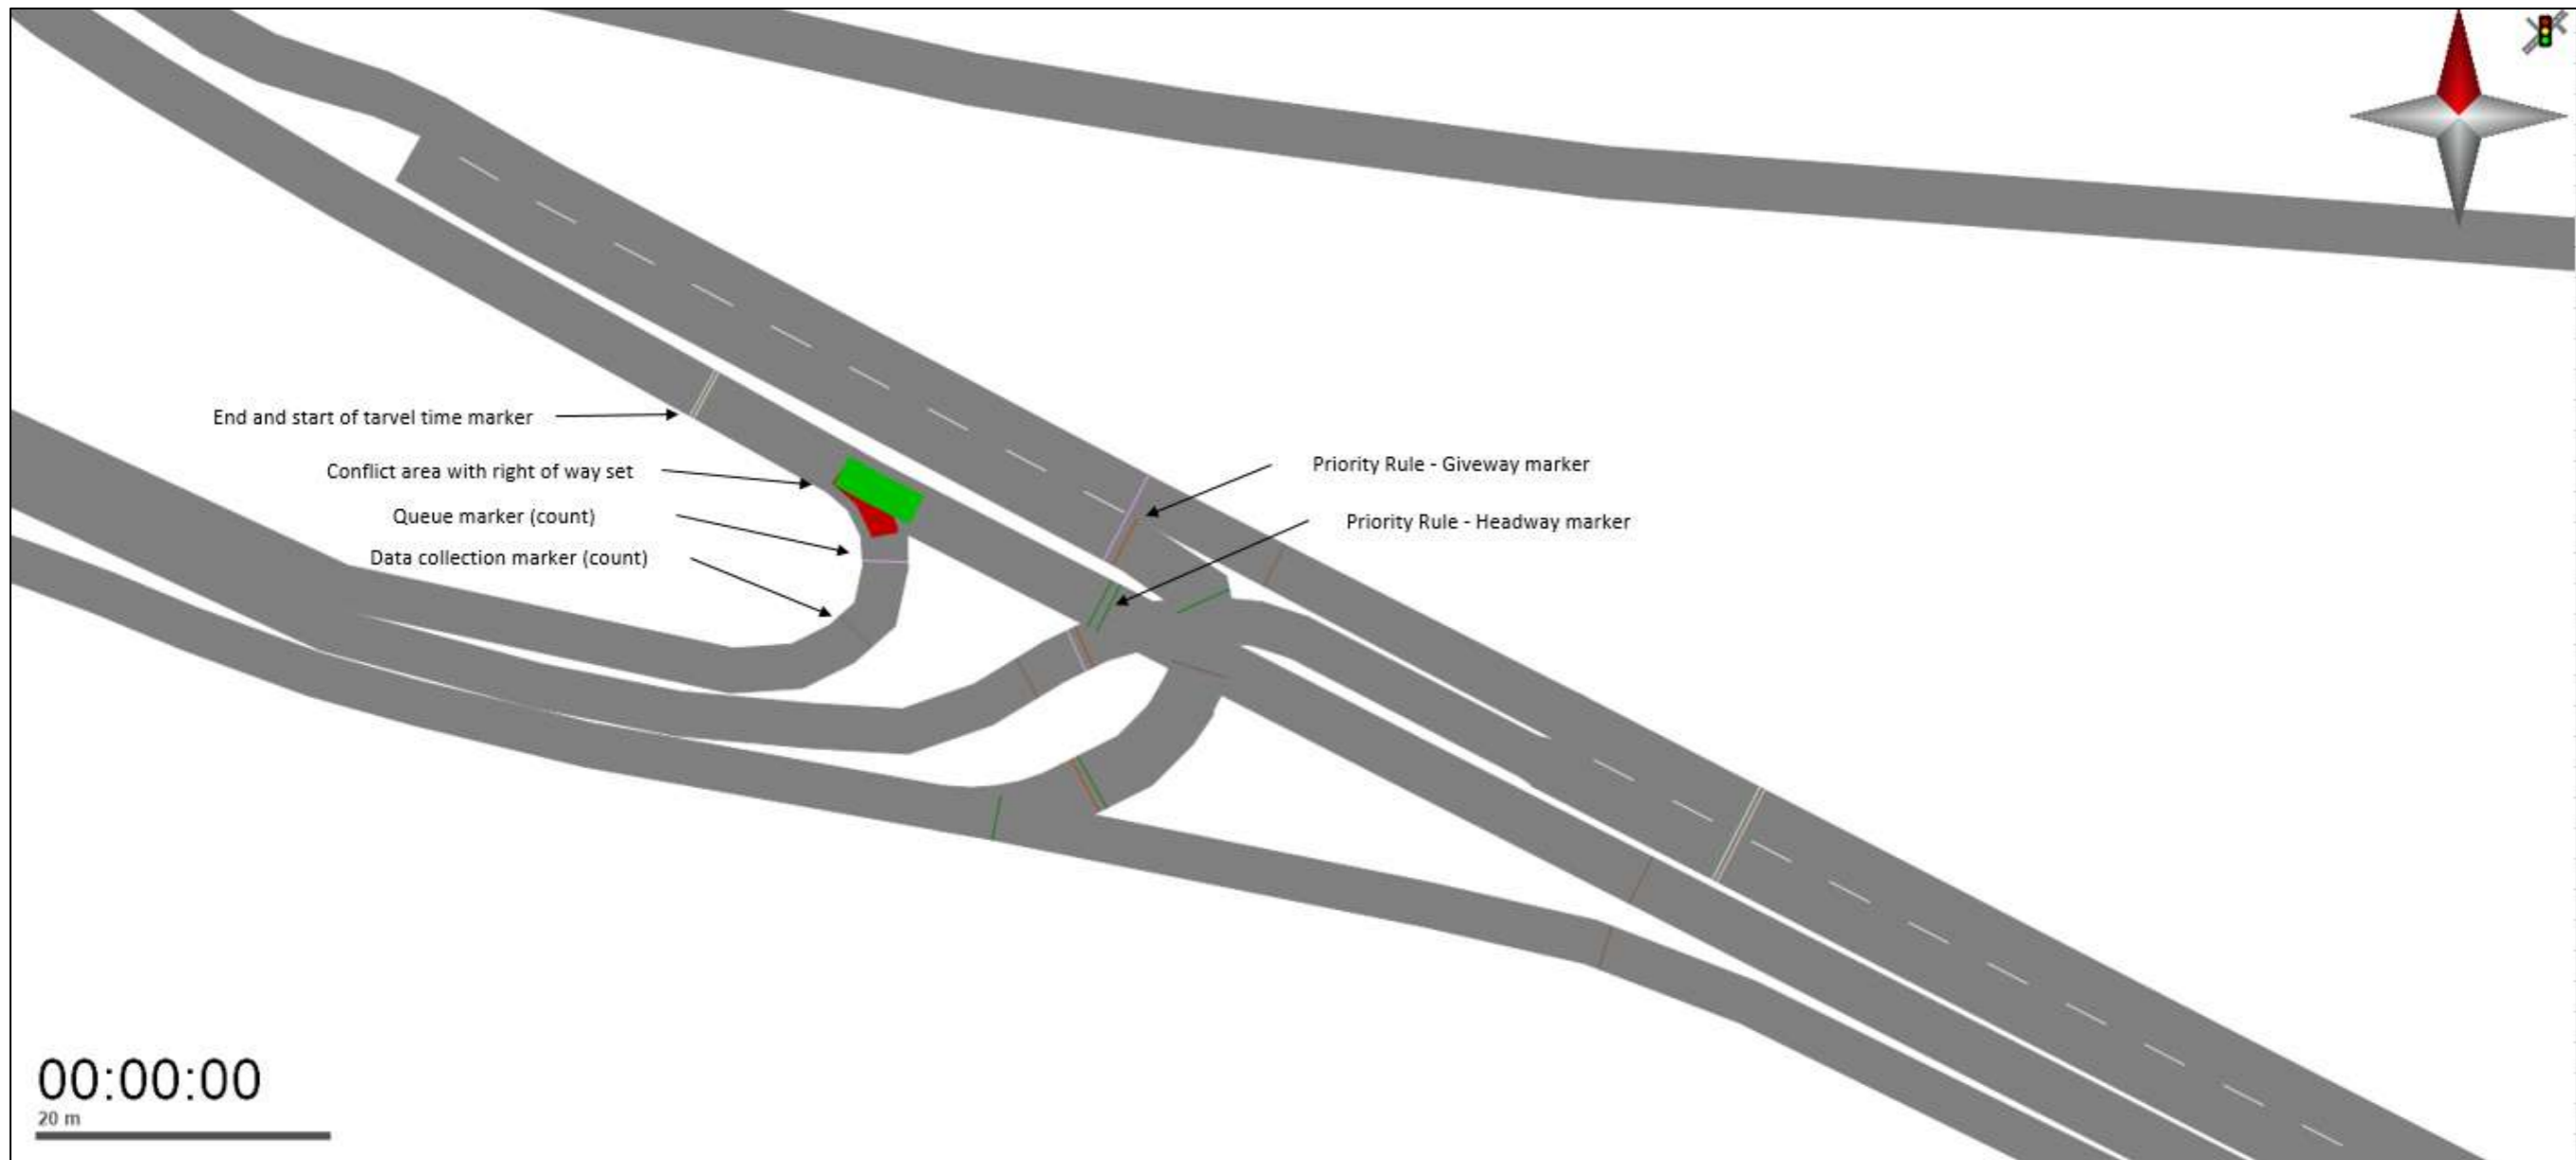 End and start of tarvel time marker
Conflict area with right of way set
Queue marker (count)
Data collection marker (count)
Priority Rule - Giveway marker
Priority Rule - Headway marker
00:00:00
20 m